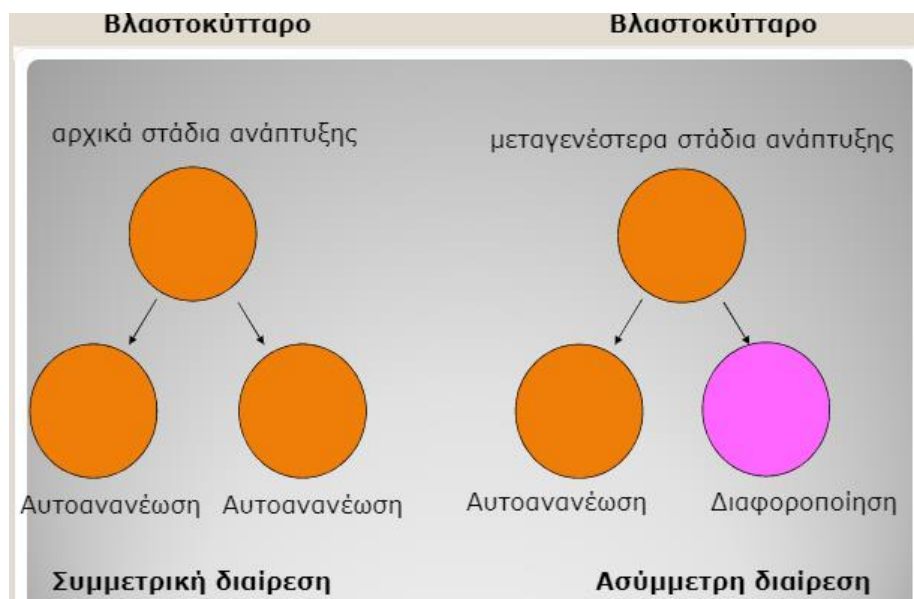 Βλαστοκύτταρο Βλαστοκύτταρο
αρχικά στάδια ανάπτυξης μεταγενέστερα στάδια ανάπτυξης
Αυτοανανέωση Αυτοανανέωση Αυτοανανέωση Διαφοροποίηση
Συμμετρική διαίρεση Ασύμμετρη διαίρεση